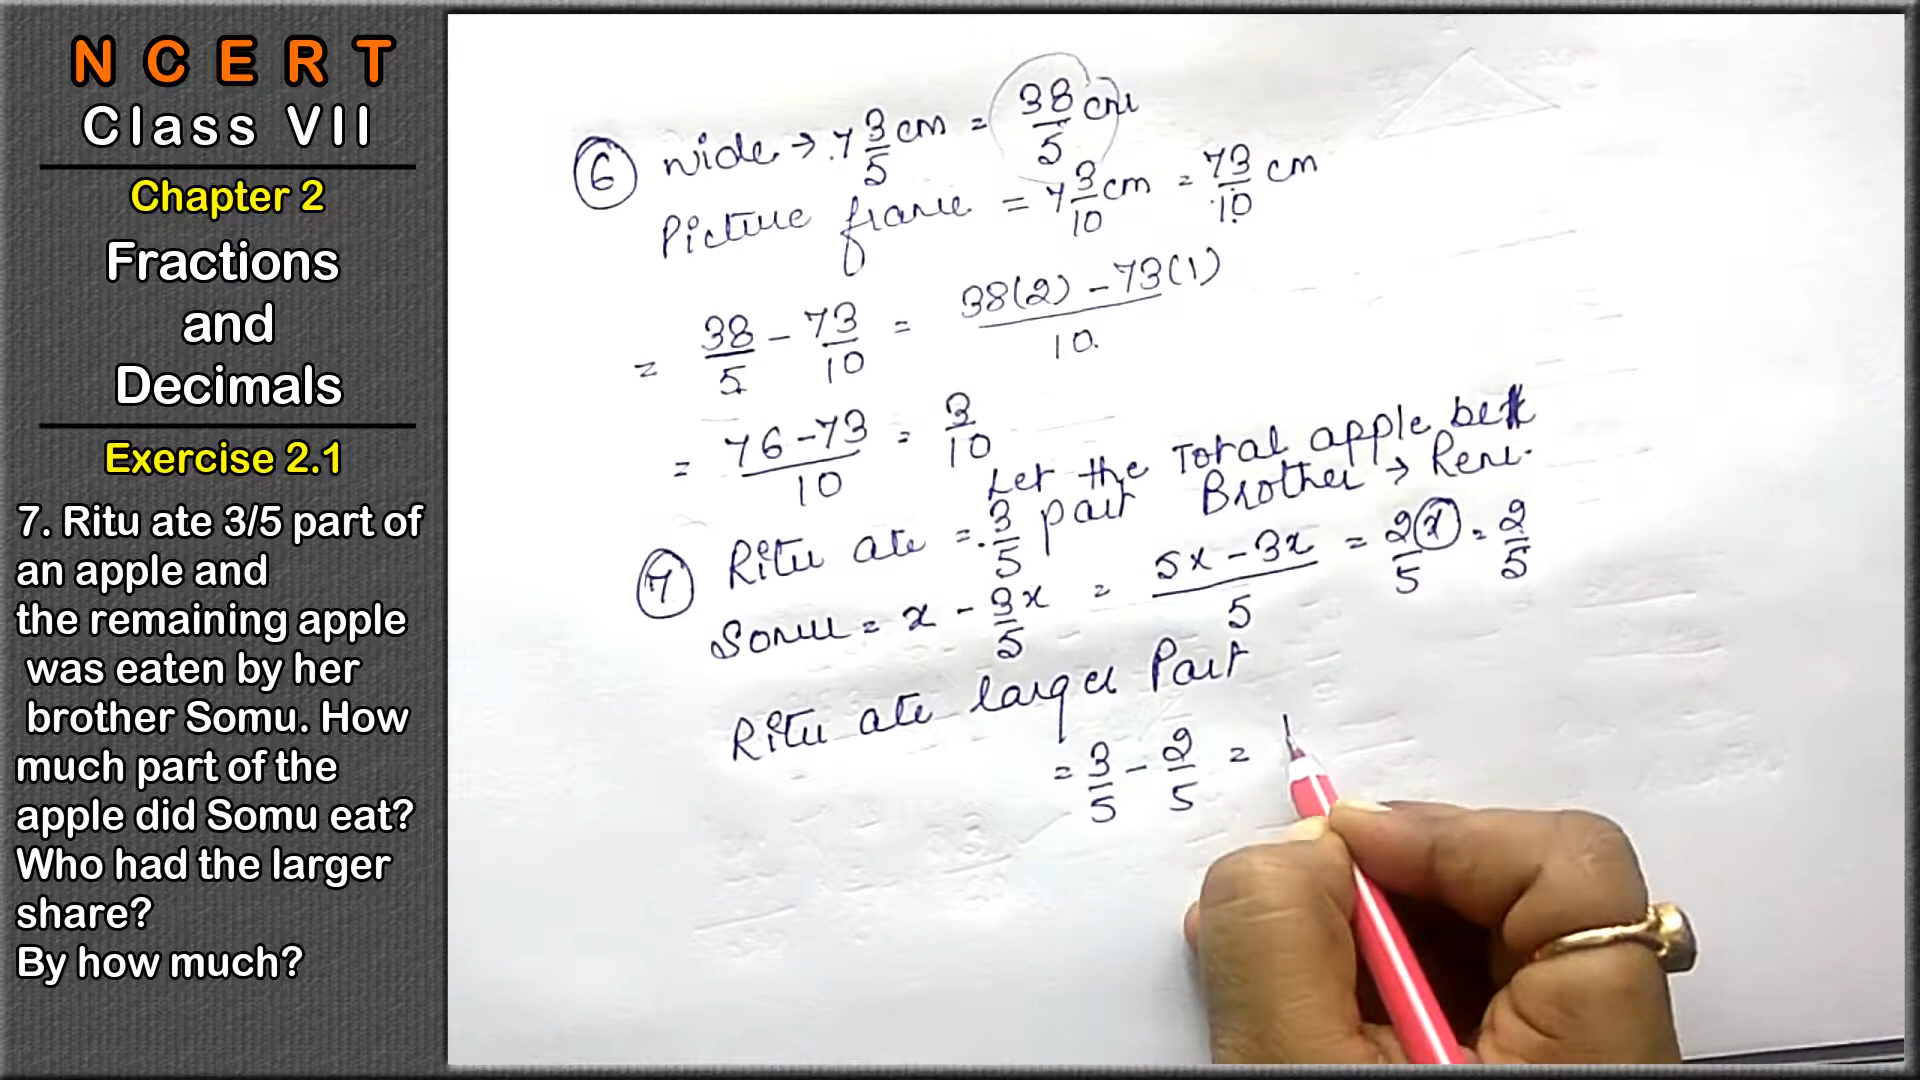 N C E R T
Class VII
Chapter 2
Fractions
and
Decimals
Exercise 2.1
7. Ritu ate 3/5 part of
an apple and
the remaining apple
was eaten by her
brother Somu. How
much part of the
apple did Somu eat?
Who had the larger
share?
By how much?
⑥ wide → 7 3/5 cm = 38/5 cm
Picture frame = 7 3/10 cm = 73/10 cm
= 38/5 - 73/10 = 38(2) - 73(1)/10
= 76-73/10 = 3/10
Let the Total apple be x
⑦ Ritu ate = 3/5 part Brother → Rem.
Somu = x - 3x/5 = 5x - 3x/5 = 2x/5 = 2/5
Ritu ate larger Part
= 3/5 - 2/5 = 1